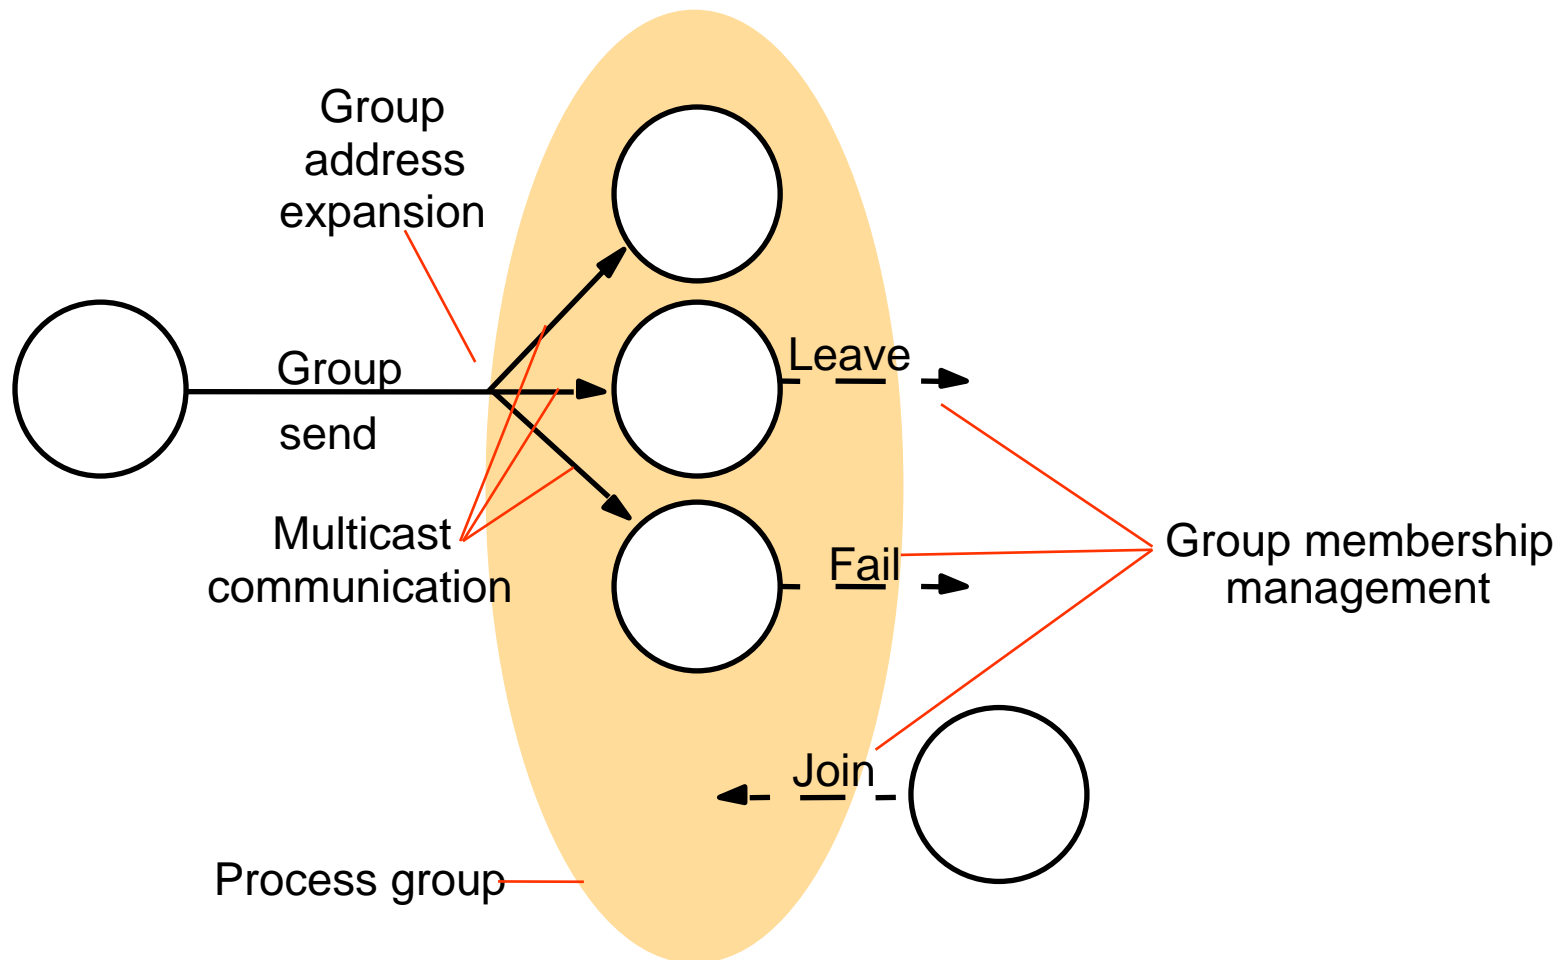 Group
address
expansion
Group
send
Leave
Multicast
communication
Fail
Group membership
management
Join
Process group